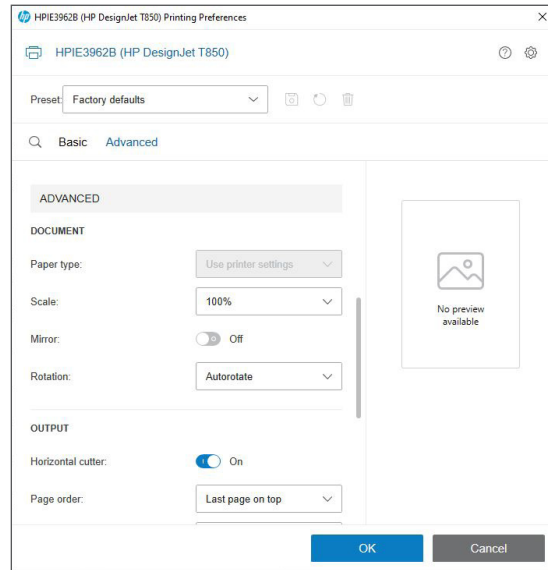 HPIE3962B (HP DesignJet T850) Printing Preferences
HPIE3962B (HP DesignJet T850)
Preset: Factory defaults
Basic Advanced
ADVANCED
DOCUMENT
Paper type: Use printer settings
Scale: 100%
Mirror: Off
Rotation: Autorotate
OUTPUT
Horizontal cutter: On
Page order: Last page on top
No preview
available
OK Cancel